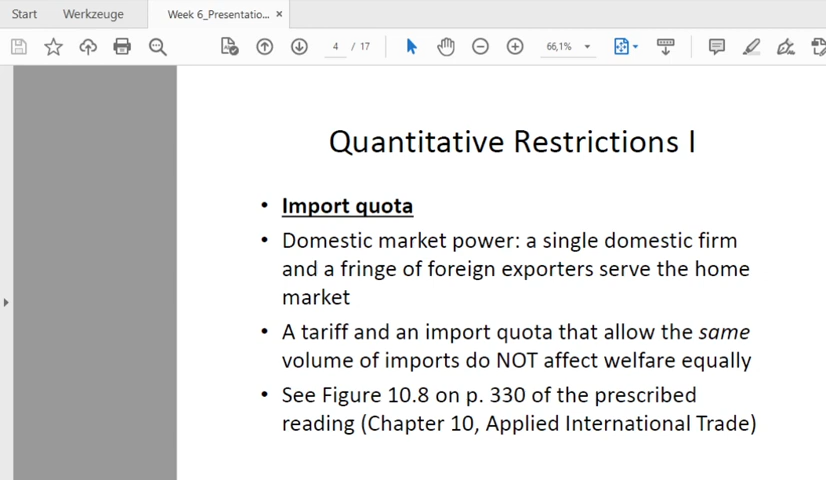 Start Werkzeuge Week 6_Presentatio... ×
4 / 17 66,1%
Quantitative Restrictions I
• Import quota
• Domestic market power: a single domestic firm
and a fringe of foreign exporters serve the home
market
• A tariff and an import quota that allow the same
volume of imports do NOT affect welfare equally
• See Figure 10.8 on p. 330 of the prescribed
reading (Chapter 10, Applied International Trade)